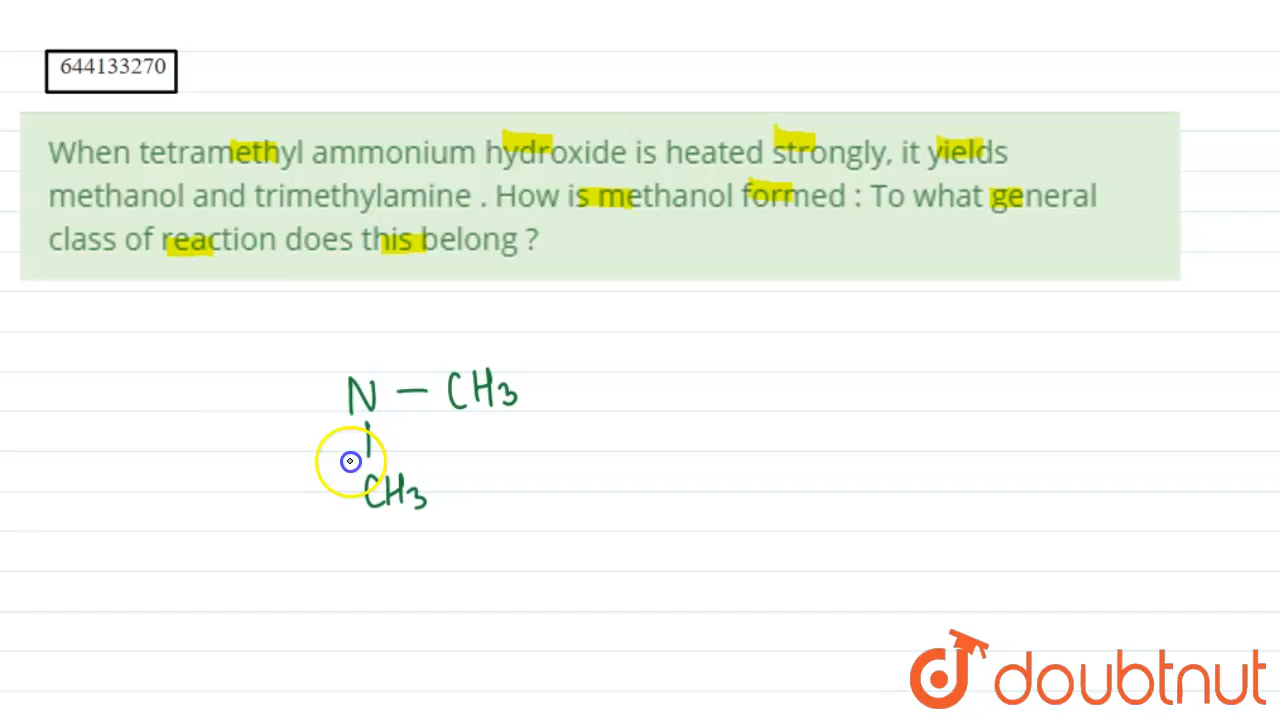 644133270
When tetramethyl ammonium hydroxide is heated strongly, it yields
methanol and trimethylamine . How is methanol formed : To what general
class of reaction does this belong ?
N — CH3
|
CH3
doubtnut